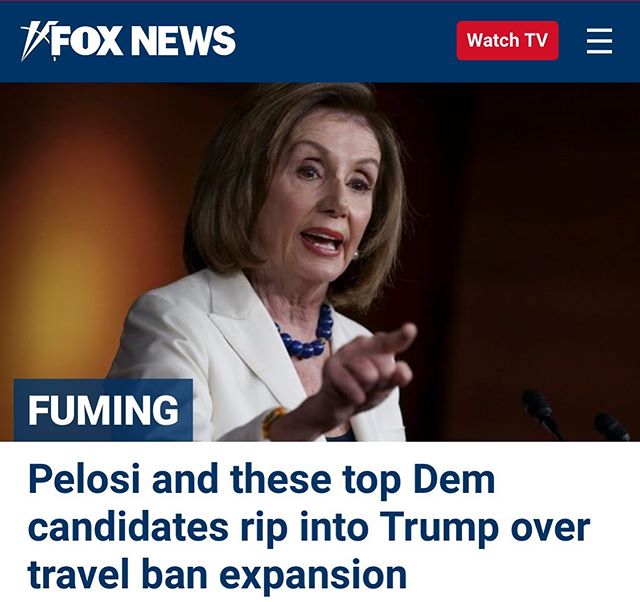 FOX NEWS
Watch TV
FUMING
Pelosi and these top Dem
candidates rip into Trump over
travel ban expansion